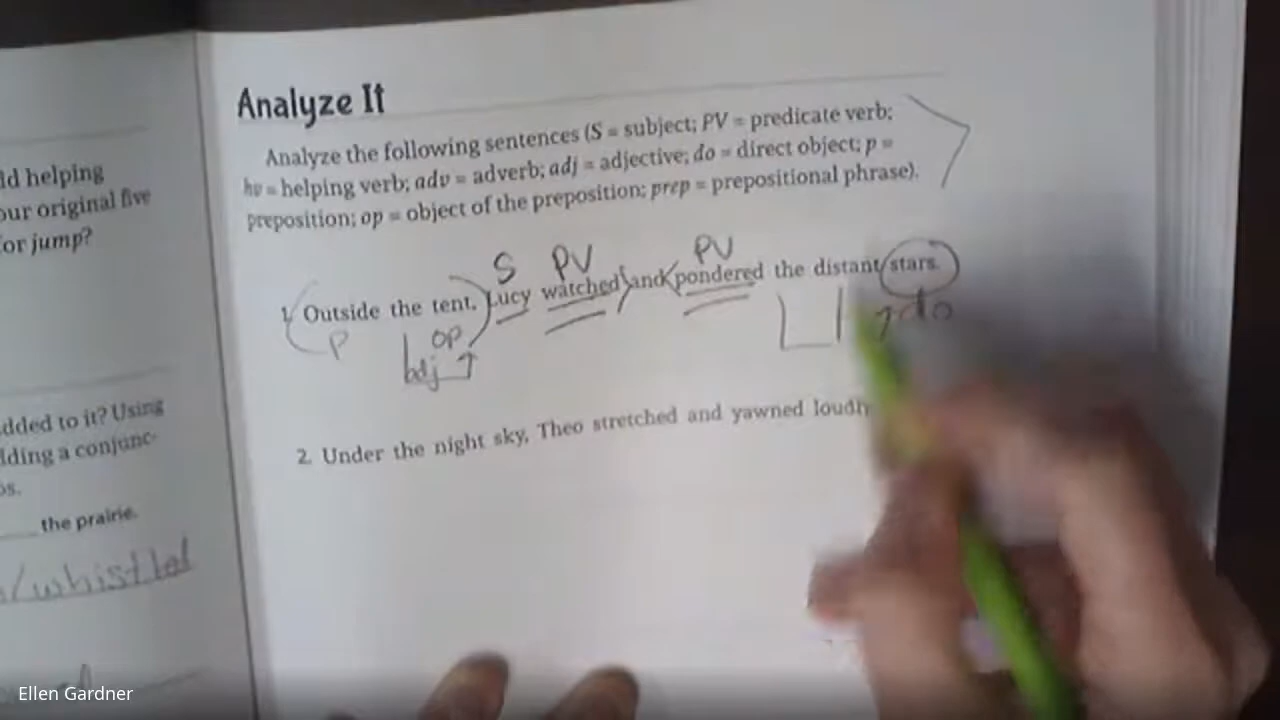 Analyze It
Analyze the following sentences (S = subject; PV = predicate verb;
hv = helping verb; adv = adverb; adj = adjective; do = direct object; p =
preposition; op = object of the preposition; prep = prepositional phrase).
S PV PV
1. Outside the tent, Lucy watched and pondered the distant stars.
p op do
adj
2. Under the night sky, Theo stretched and yawned
ld helping
our original five
or jump?
dded to it? Using
lding a conjunc-
os.
the prairie.
/whistled
Ellen Gardner